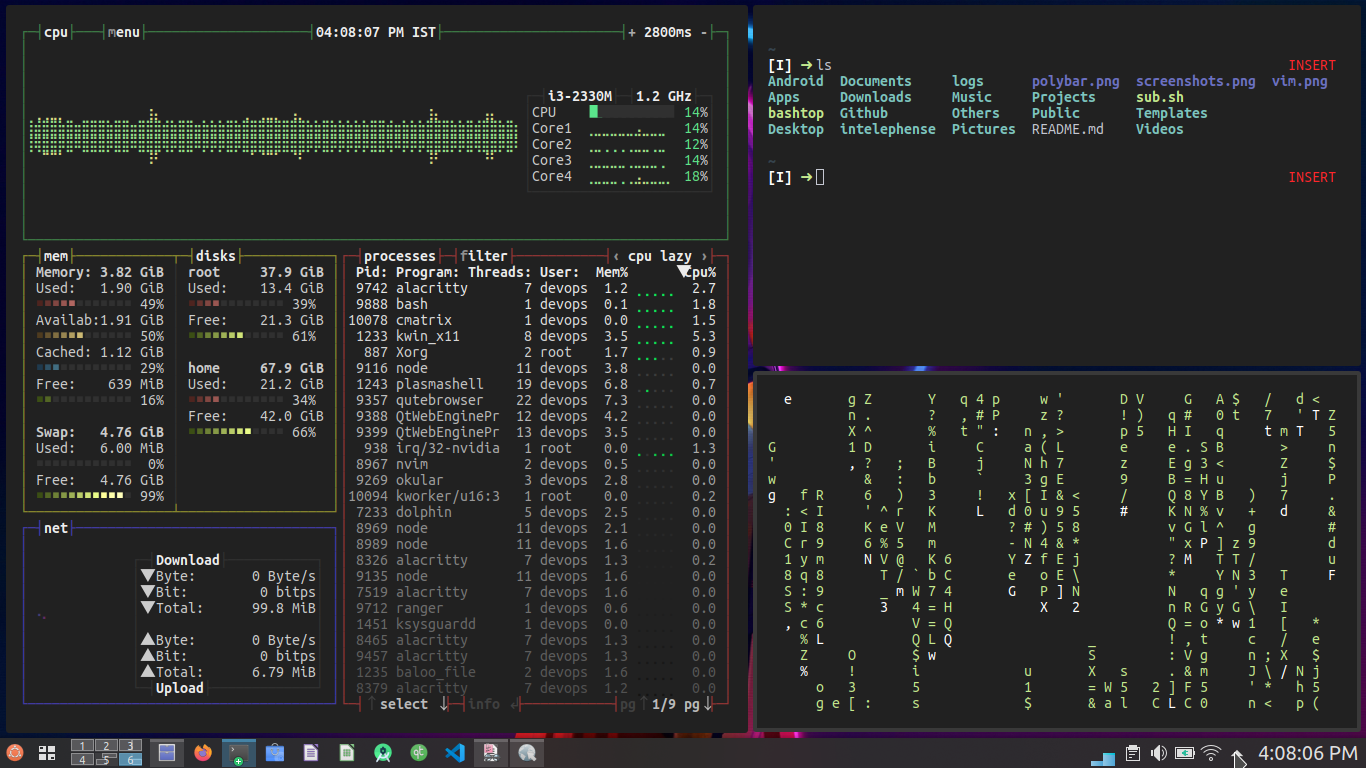 cpu menu 04:08:07 PM IST + 2800ms -
i3-2330M 1.2 GHz
CPU 14%
Core1 14%
Core2 12%
Core3 14%
Core4 18%
mem
Memory: 3.82 GiB
Used: 1.90 GiB
49%
Availab:1.91 GiB
50%
Cached: 1.12 GiB
29%
Free: 639 MiB
16%
Swap: 4.76 GiB
Used: 6.00 MiB
0%
Free: 4.76 GiB
99%
disks
root 37.9 GiB
Used: 13.4 GiB
39%
Free: 21.3 GiB
61%
home 67.9 GiB
Used: 21.2 GiB
34%
Free: 42.0 GiB
66%
net
Download
▼Byte: 0 Byte/s
▼Bit: 0 bitps
▼Total: 99.8 MiB
▲Byte: 0 Byte/s
▲Bit: 0 bitps
▲Total: 6.79 MiB
Upload
processes filter ‹ cpu lazy ›
Pid: Program: Threads: User: Mem% ▼Cpu%
9742 alacritty 7 devops 1.2 2.7
9888 bash 1 devops 0.1 1.8
10078 cmatrix 1 devops 0.0 1.5
1233 kwin_x11 8 devops 3.5 5.3
887 Xorg 2 root 1.7 0.9
9116 node 11 devops 3.8 0.0
1243 plasmashell 19 devops 6.8 0.7
9357 qutebrowser 22 devops 7.3 0.0
9388 QtWebEnginePr 12 devops 4.2 0.0
9399 QtWebEnginePr 13 devops 3.5 0.0
938 irq/32-nvidia 1 root 0.0 1.3
8967 nvim 2 devops 0.5 0.0
9269 okular 3 devops 2.8 0.0
10094 kworker/u16:3 1 root 0.0 0.2
7233 dolphin 5 devops 2.5 0.0
8969 node 11 devops 2.1 0.0
8989 node 11 devops 1.6 0.0
8326 alacritty 7 devops 1.3 0.2
9135 node 11 devops 1.6 0.0
7519 alacritty 7 devops 1.6 0.0
9712 ranger 1 devops 0.6 0.0
1451 ksysguardd 1 devops 0.0 0.0
8465 alacritty 7 devops 1.3 0.0
9457 alacritty 7 devops 1.3 0.0
1235 baloo_file 2 devops 1.6 0.0
8379 alacritty 7 devops 1.2 0.0
↑ select ↓ info ↲ pg↑ 1/9 pg↓
~
[I] ➜ls INSERT
Android Documents logs polybar.png screenshots.png vim.png
Apps Downloads Music Projects sub.sh
bashtop Github Others Public Templates
Desktop intelephense Pictures README.md Videos
~
[I] ➜ INSERT
1 2 3
4 5 6
4:08:06 PM